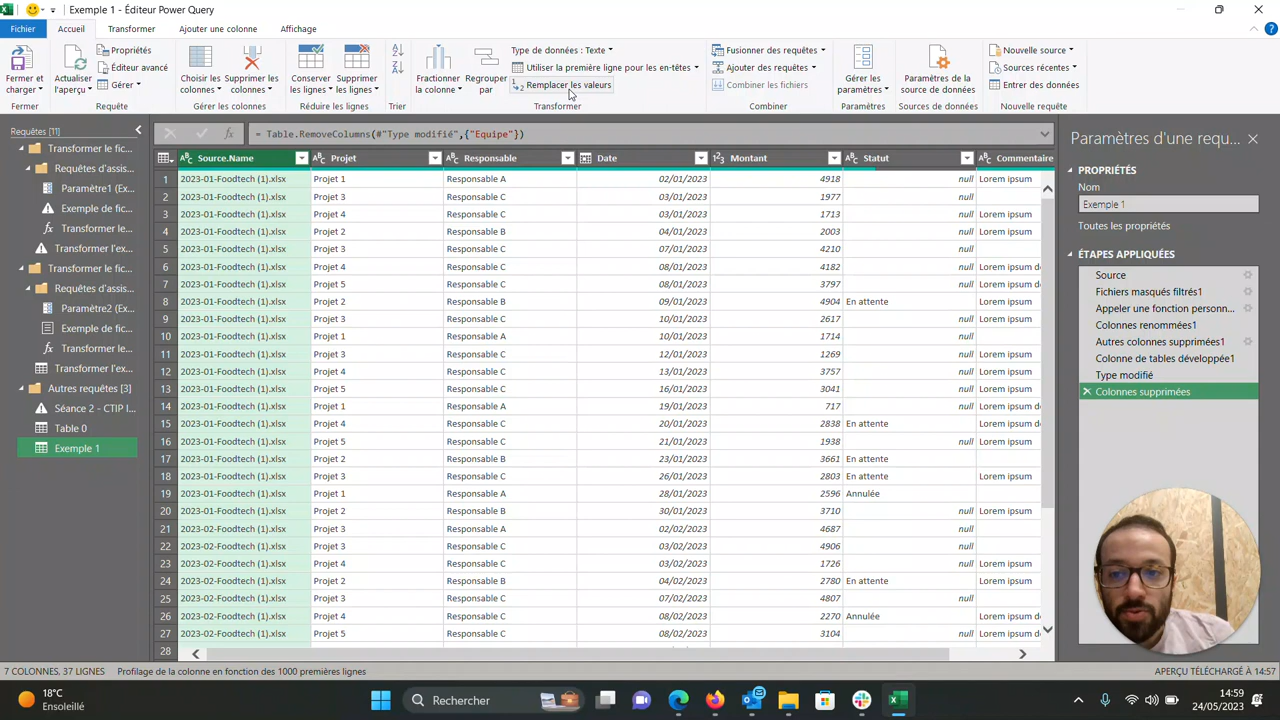 Exemple 1 - Éditeur Power Query
Fichier Accueil Transformer Ajouter une colonne Affichage
Fermer et charger
Fermer
Actualiser l'aperçu
Propriétés
Éditeur avancé
Gérer
Requête
Choisir les colonnes
Supprimer les colonnes
Gérer les colonnes
Conserver les lignes
Supprimer les lignes
Réduire les lignes
Trier
Fractionner la colonne
Regrouper par
Type de données : Texte
Utiliser la première ligne pour les en-têtes
Remplacer les valeurs
Transformer
Fusionner des requêtes
Ajouter des requêtes
Combiner les fichiers
Combiner
Gérer les paramètres
Paramètres
Paramètres de la source de données
Sources de données
Nouvelle source
Sources récentes
Entrer des données
Nouvelle requête
Requêtes [11]
Transformer le fic...
Requêtes d'assis...
Paramètre1 (Ex...
Exemple de fic...
Transformer le...
Transformer l'ex...
Transformer le fic...
Requêtes d'assis...
Paramètre2 (Ex...
Exemple de fic...
Transformer le...
Transformer l'ex...
Autres requêtes [3]
Séance 2 - CTIP I...
Table 0
Exemple 1
= Table.RemoveColumns(#"Type modifié",{"Equipe"})
Source.Name Projet Responsable Date Montant Statut Commentaire
1 2023-01-Foodtech (1).xlsx Projet 1 Responsable A 02/01/2023 4918 null Lorem ipsum
2 2023-01-Foodtech (1).xlsx Projet 3 Responsable C 03/01/2023 1977 null
3 2023-01-Foodtech (1).xlsx Projet 4 Responsable C 03/01/2023 1713 null Lorem ipsum
4 2023-01-Foodtech (1).xlsx Projet 2 Responsable B 04/01/2023 2003 null Lorem ipsum
5 2023-01-Foodtech (1).xlsx Projet 3 Responsable C 07/01/2023 4210 null
6 2023-01-Foodtech (1).xlsx Projet 4 Responsable C 08/01/2023 4182 null Lorem ipsum d
7 2023-01-Foodtech (1).xlsx Projet 5 Responsable C 08/01/2023 3797 null Lorem ipsum d
8 2023-01-Foodtech (1).xlsx Projet 2 Responsable B 09/01/2023 4904 En attente Lorem ipsum
9 2023-01-Foodtech (1).xlsx Projet 3 Responsable C 10/01/2023 2617 null Lorem ipsum
10 2023-01-Foodtech (1).xlsx Projet 1 Responsable A 10/01/2023 1714 null
11 2023-01-Foodtech (1).xlsx Projet 3 Responsable C 12/01/2023 1269 null Lorem ipsum
12 2023-01-Foodtech (1).xlsx Projet 4 Responsable C 13/01/2023 3757 null Lorem ipsum
13 2023-01-Foodtech (1).xlsx Projet 5 Responsable C 16/01/2023 3041 null Lorem ipsum
14 2023-01-Foodtech (1).xlsx Projet 1 Responsable A 19/01/2023 717 null Lorem ipsum d
15 2023-01-Foodtech (1).xlsx Projet 4 Responsable C 20/01/2023 2838 En attente Lorem ipsum d
16 2023-01-Foodtech (1).xlsx Projet 5 Responsable C 21/01/2023 1938 null Lorem ipsum
17 2023-01-Foodtech (1).xlsx Projet 2 Responsable B 23/01/2023 3661 En attente
18 2023-01-Foodtech (1).xlsx Projet 3 Responsable C 26/01/2023 2803 En attente Lorem ipsum
19 2023-01-Foodtech (1).xlsx Projet 1 Responsable A 28/01/2023 2596 Annulée
20 2023-01-Foodtech (1).xlsx Projet 2 Responsable B 30/01/2023 3710 null Lorem ipsum
21 2023-02-Foodtech (1).xlsx Projet 3 Responsable A 02/02/2023 4687 null
22 2023-02-Foodtech (1).xlsx Projet 3 Responsable C 03/02/2023 4906 null
23 2023-02-Foodtech (1).xlsx Projet 4 Responsable C 03/02/2023 1726 null Lorem ipsum
24 2023-02-Foodtech (1).xlsx Projet 2 Responsable B 04/02/2023 2780 En attente Lorem ipsum
25 2023-02-Foodtech (1).xlsx Projet 3 Responsable C 07/02/2023 4807 null
26 2023-02-Foodtech (1).xlsx Projet 4 Responsable C 08/02/2023 2270 Annulée Lorem ipsum d
27 2023-02-Foodtech (1).xlsx Projet 5 Responsable C 08/02/2023 3104 null Lorem ipsum d
28
Paramètres d'une requ...
PROPRIÉTÉS
Nom
Exemple 1
Toutes les propriétés
ÉTAPES APPLIQUÉES
Source
Fichiers masqués filtrés1
Appeler une fonction personn...
Colonnes renommées1
Autres colonnes supprimées1
Colonne de tables développée1
Type modifié
Colonnes supprimées
7 COLONNES, 37 LIGNES Profilage de la colonne en fonction des 1000 premières lignes APERÇU TÉLÉCHARGÉ À 14:57
18°C
Ensoleillé
Rechercher
14:59
24/05/2023